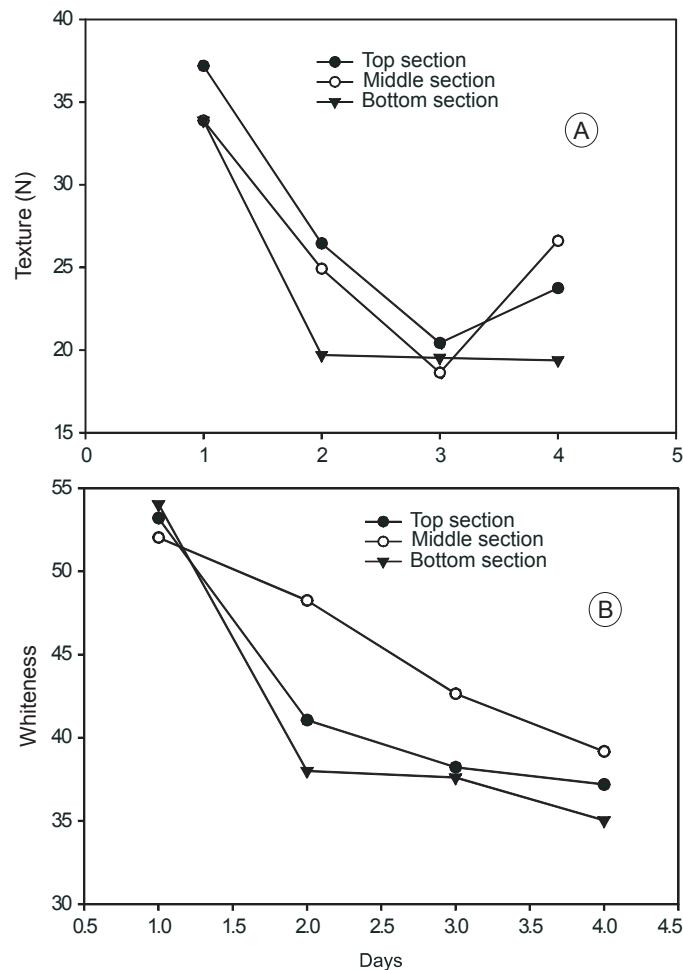 40
35
30
25
20
15
Texture (N)
Top section
Middle section
Bottom section
A
0 1 2 3 4 5
55
50
45
40
35
30
Whiteness
Top section
Middle section
Bottom section
B
0.5 1.0 1.5 2.0 2.5 3.0 3.5 4.0 4.5
Days